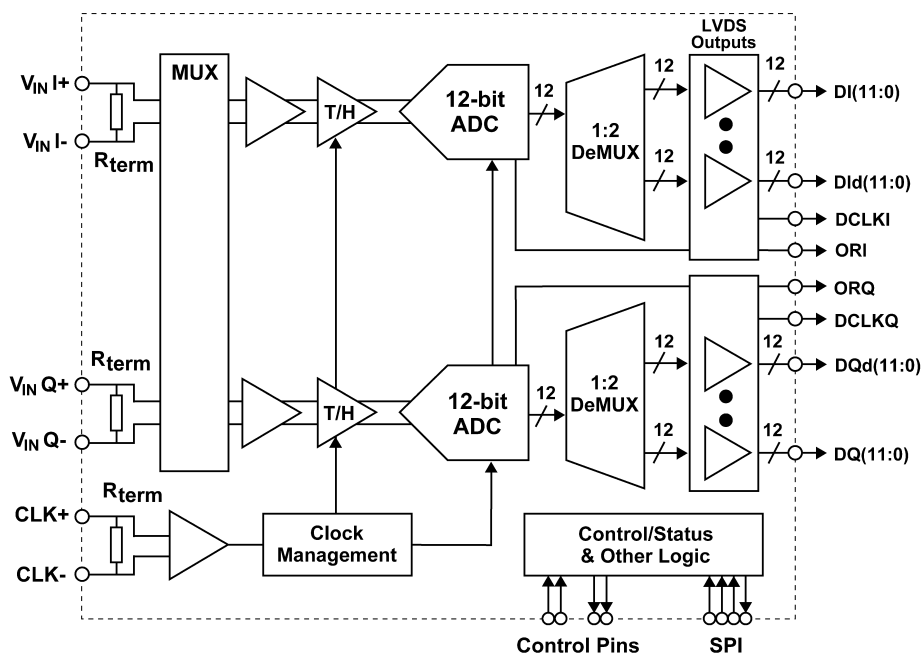 LVDS
Outputs
V_IN I+
MUX
12
12
12
DI(11:0)
T/H
12-bit
ADC
12
1:2
DeMUX
V_IN I-
R_term
12
12
DId(11:0)
DCLKI
ORI
ORQ
DCLKQ
R_term
12
12
DQd(11:0)
V_IN Q+
T/H
12-bit
ADC
12
1:2
DeMUX
V_IN Q-
12
12
DQ(11:0)
R_term
CLK+
Clock
Management
Control/Status
& Other Logic
CLK-
Control Pins
SPI